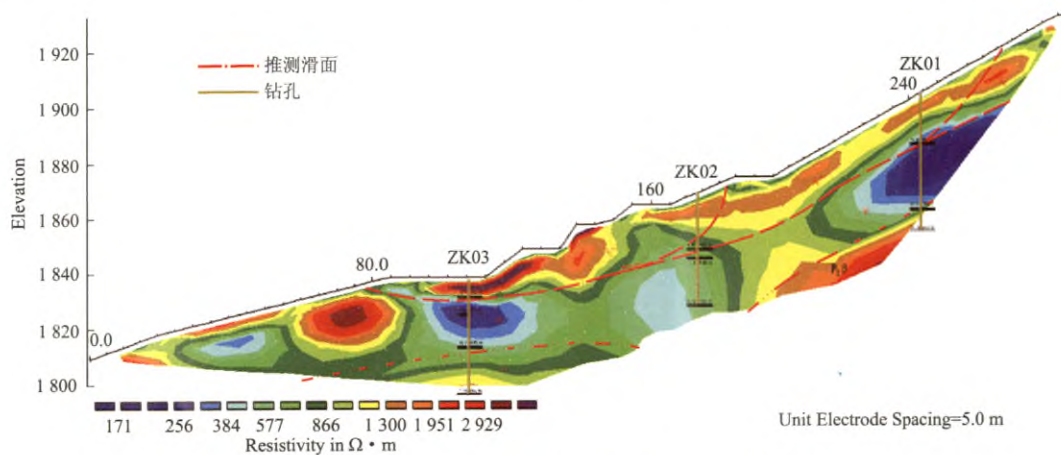 1 920
1 900
1 880
1 860
1 840
1 820
1 800
Elevation
推测滑面
钻孔
ZK01
240
ZK02
160
ZK03
80.0
0.0
171 256 384 577 866 1 300 1 951 2 929
Resistivity in Ω • m
Unit Electrode Spacing=5.0 m